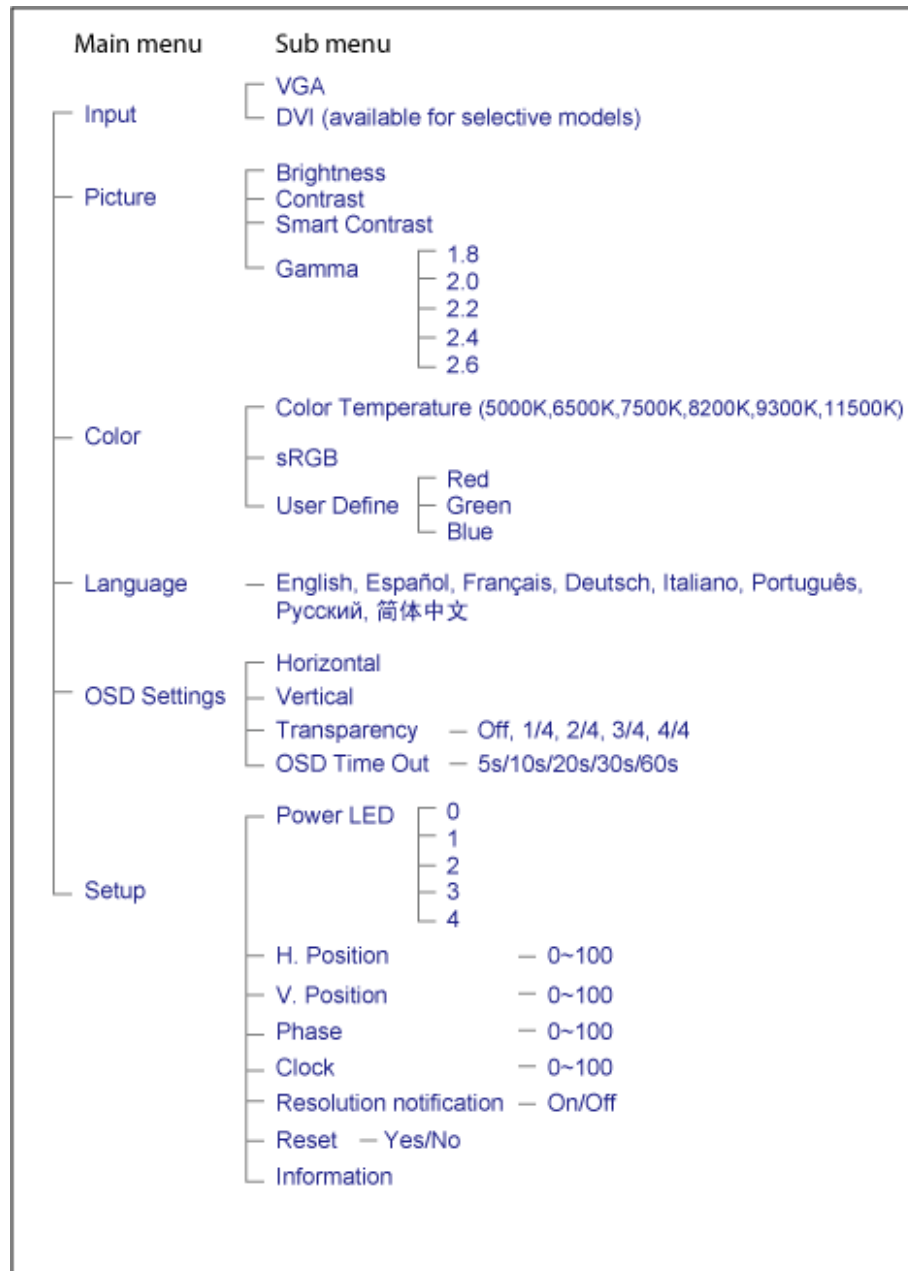 Main menu Sub menu
VGA
Input
DVI (available for selective models)
Brightness
Picture
Contrast
Smart Contrast
Gamma
1.8
2.0
2.2
2.4
2.6
Color Temperature (5000K,6500K,7500K,8200K,9300K,11500K)
Color
sRGB
User Define
Red
Green
Blue
Language — English, Español, Français, Deutsch, Italiano, Português,
Русский, 简体中文
Horizontal
OSD Settings
Vertical
Transparency — Off, 1/4, 2/4, 3/4, 4/4
OSD Time Out — 5s/10s/20s/30s/60s
Power LED
0
1
2
3
4
Setup
H. Position — 0~100
V. Position — 0~100
Phase — 0~100
Clock — 0~100
Resolution notification — On/Off
Reset — Yes/No
Information